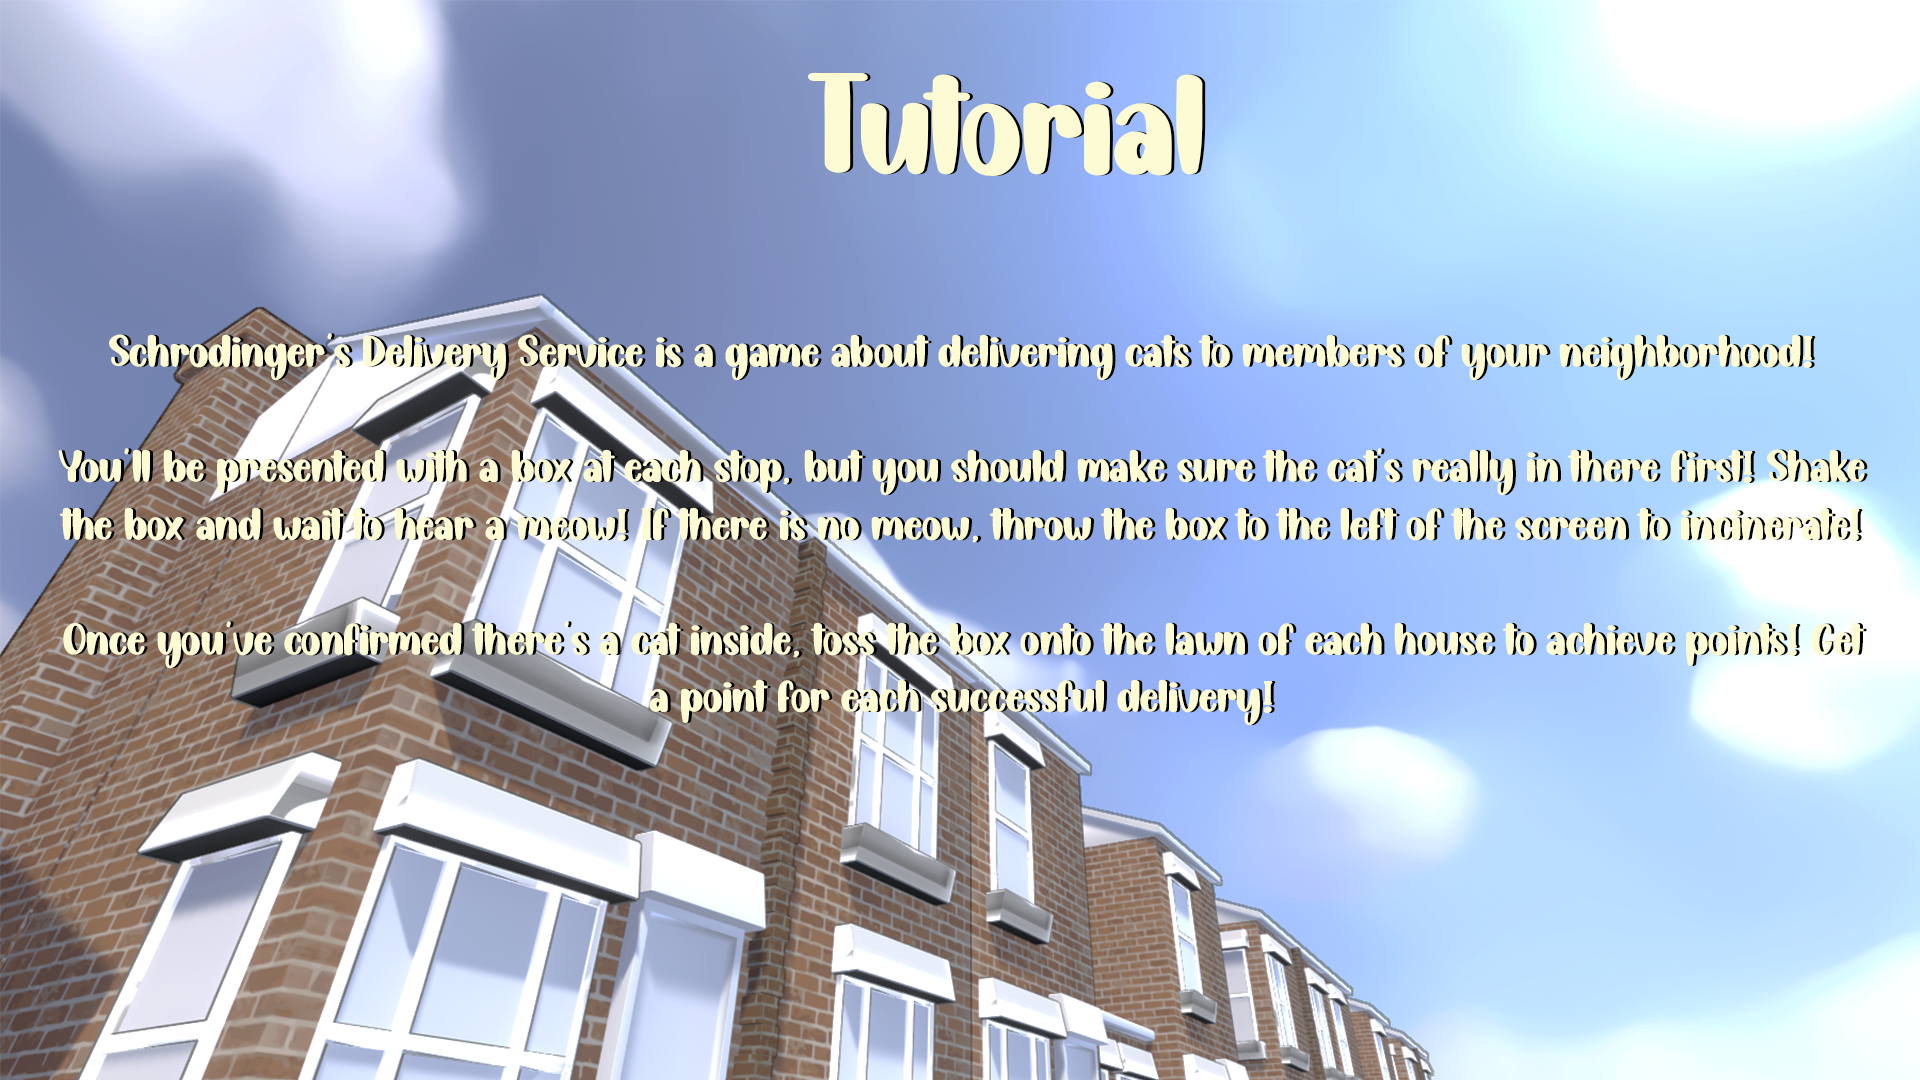 Tutorial
Schrodinger's Delivery Service is a game about delivering cats to members of your neighborhood!
You'll be presented with a box at each stop, but you should make sure the cat's really in there first! Shake
the box and wait to hear a meow! If there is no meow, throw the box to the left of the screen to incinerate!
Once you've confirmed there's a cat inside, toss the box onto the lawn of each house to achieve points! Get
a point for each successful delivery!